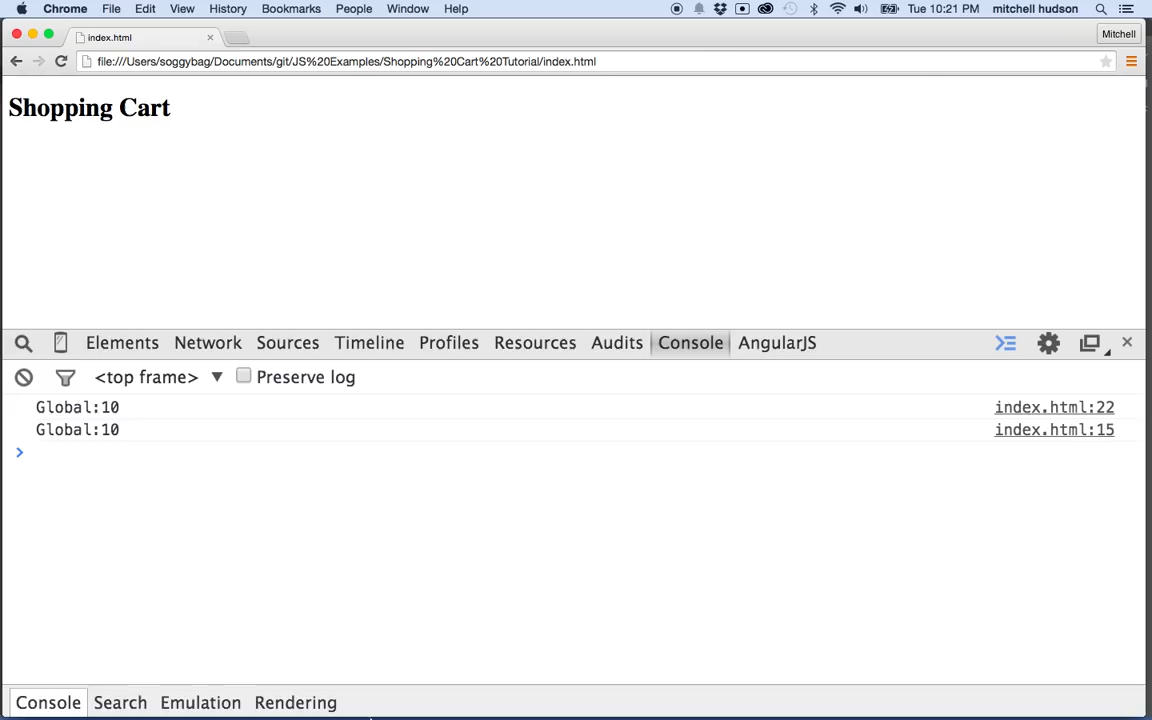 Chrome File Edit View History Bookmarks People Window Help Tue 10:21 PM mitchell hudson
index.html Mitchell
file:///Users/soggybag/Documents/git/JS%20Examples/Shopping%20Cart%20Tutorial/index.html
Shopping Cart
Elements Network Sources Timeline Profiles Resources Audits Console AngularJS
<top frame> Preserve log
Global:10 index.html:22
Global:10 index.html:15
Console Search Emulation Rendering